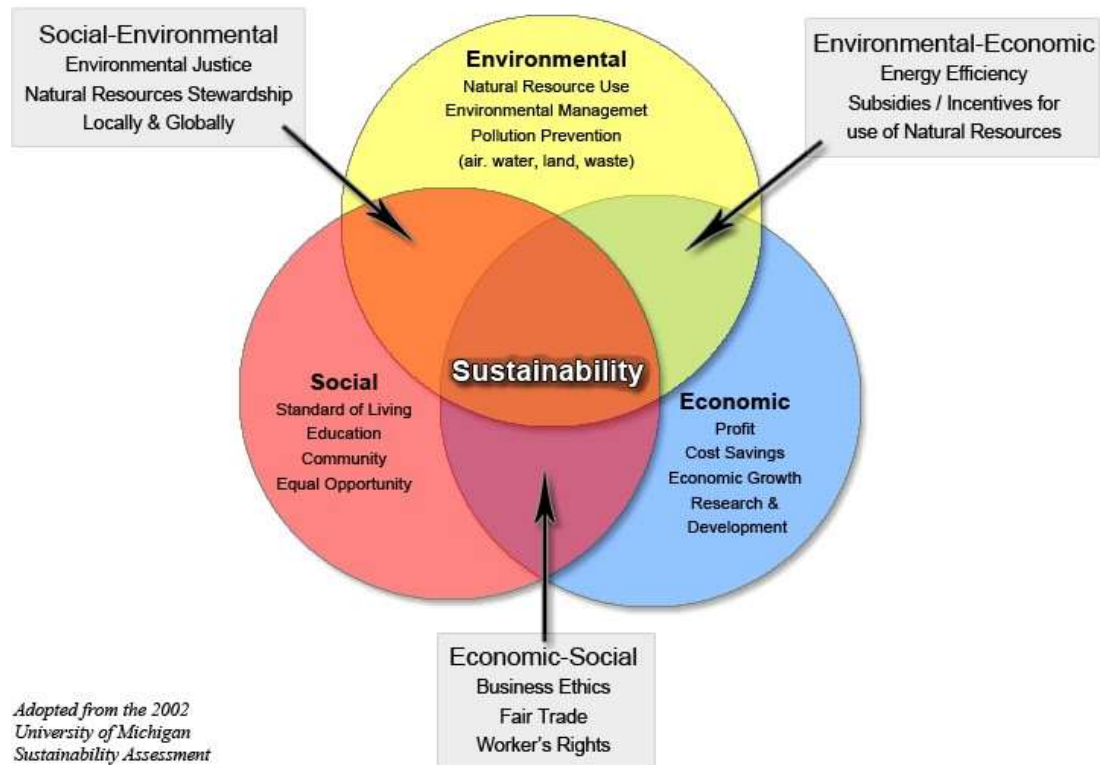 Social-Environmental
Environmental Justice
Natural Resources Stewardship
Locally & Globally
Environmental
Natural Resource Use
Environmental Managemet
Pollution Prevention
(air. water, land, waste)
Environmental-Economic
Energy Efficiency
Subsidies / Incentives for
use of Natural Resources
Sustainability
Social
Standard of Living
Education
Community
Equal Opportunity
Economic
Profit
Cost Savings
Economic Growth
Research &
Development
Economic-Social
Business Ethics
Fair Trade
Worker's Rights
Adopted from the 2002
University of Michigan
Sustainability Assessment